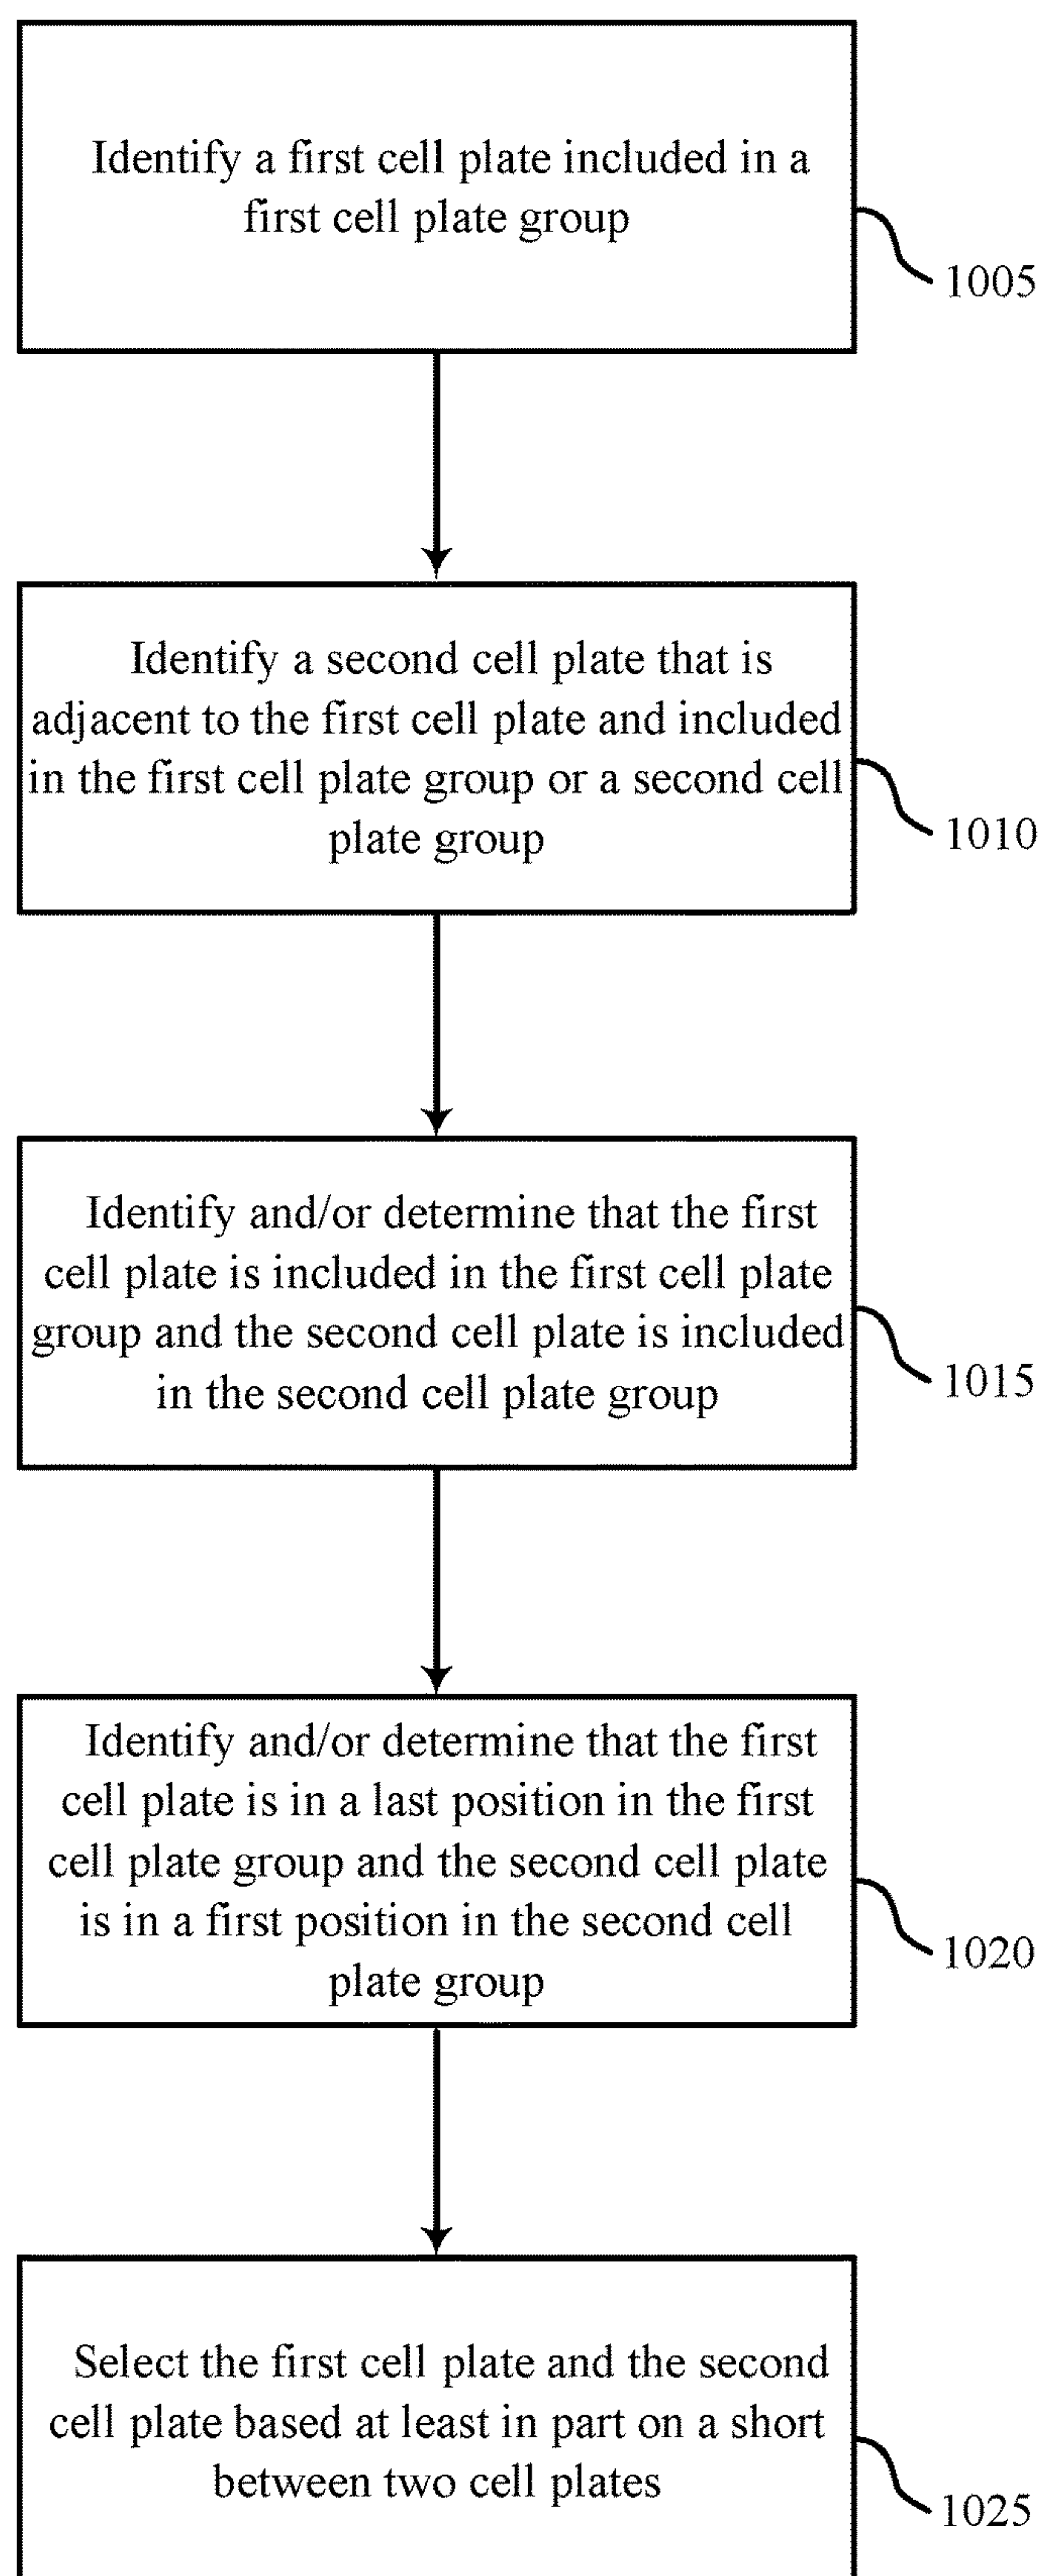 Identify a first cell plate included in a
first cell plate group
1005
Identify a second cell plate that is
adjacent to the first cell plate and included
in the first cell plate group or a second cell
plate group
1010
Identify and/or determine that the first
cell plate is included in the first cell plate
group and the second cell plate is included
in the second cell plate group
1015
Identify and/or determine that the first
cell plate is in a last position in the first
cell plate group and the second cell plate
is in a first position in the second cell
plate group
1020
Select the first cell plate and the second
cell plate based at least in part on a short
between two cell plates
1025